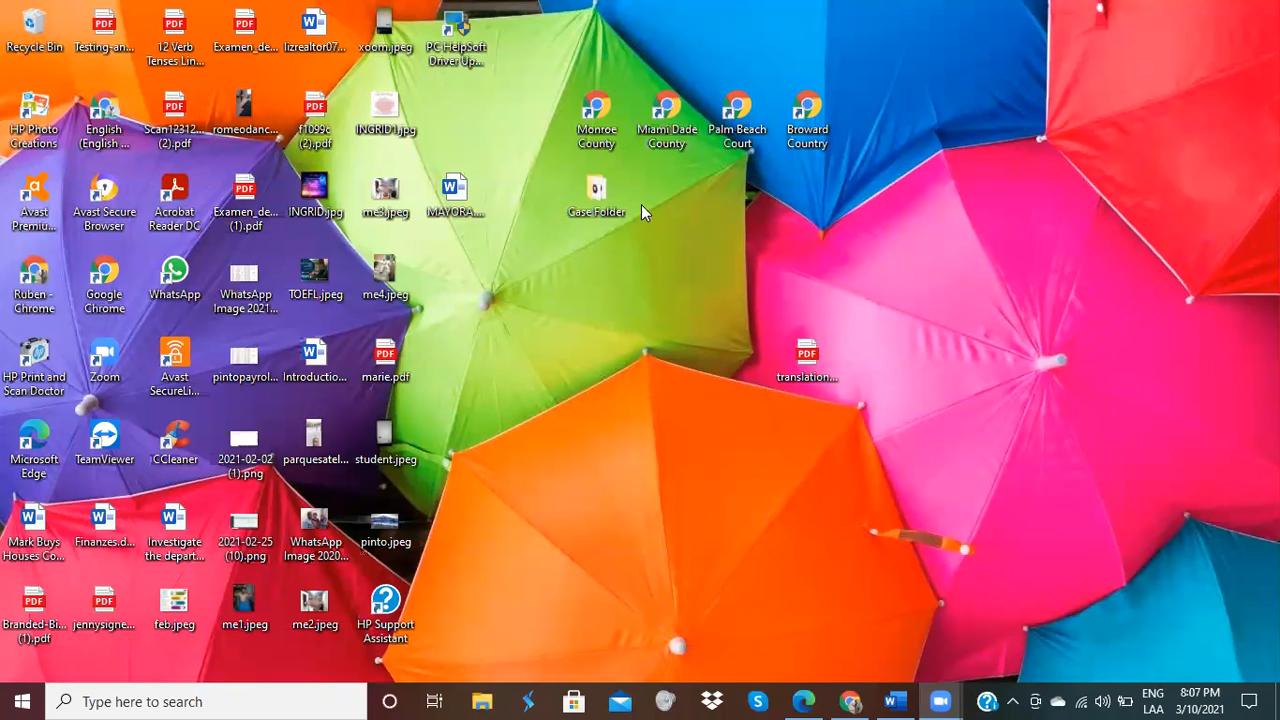 Recycle Bin
Testing-an...
12 Verb
Tenses Lin...
Examen_de...
lizrealtor07...
xoom.jpeg
PC HelpSoft
Driver Up...
HP Photo
Creations
English
(English ...
Scan12312...
(2).pdf
romeodanc...
f1099c
(2).pdf
INGRID1.jpg
Monroe
County
Miami Dade
County
Palm Beach
Court
Broward
Country
Avast
Premiu...
Avast Secure
Browser
Acrobat
Reader DC
Examen_de...
(1).pdf
INGRID.jpg
me5.jpeg
MAYORA....
Case Folder
Ruben -
Chrome
Google
Chrome
WhatsApp
WhatsApp
Image 2021...
TOEFL.jpeg
me4.jpeg
HP Print and
Scan Doctor
Zoom
Avast
SecureLi...
pintopayrol...
Introductio...
marie.pdf
translation...
Microsoft
Edge
TeamViewer
CCleaner
2021-02-02
(1).png
parquesatel...
student.jpeg
Mark Buys
Houses Co...
Finanzes.d...
Investigate
the depart...
2021-02-25
(10).png
WhatsApp
Image 2020...
pinto.jpeg
Branded-Bi...
(1).pdf
jennysigne...
feb.jpeg
me1.jpeg
me2.jpeg
HP Support
Assistant
Type here to search
ENG
LAA
8:07 PM
3/10/2021